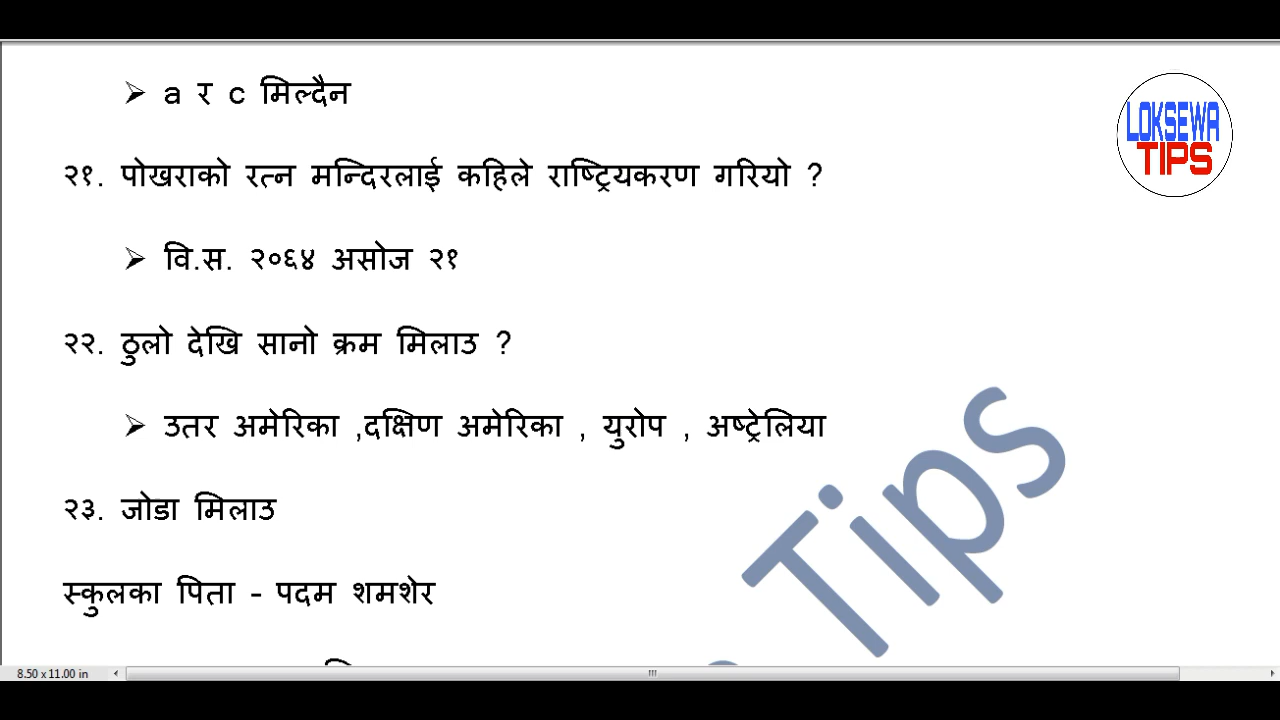 ➢ a र c मिल्दैन
LOKSEWA
TIPS
२१. पोखराको रत्न मन्दिरलाई कहिले राष्ट्रियकरण गरियो ?
➢ वि.स. २०६४ असोज २१
२२. ठुलो देखि सानो क्रम मिलाउ ?
➢ उतर अमेरिका ,दक्षिण अमेरिका , युरोप , अष्ट्रेलिया
२३. जोडा मिलाउ
स्कुलका पिता - पदम शमशेर
Tips
8.50 x 11.00 in